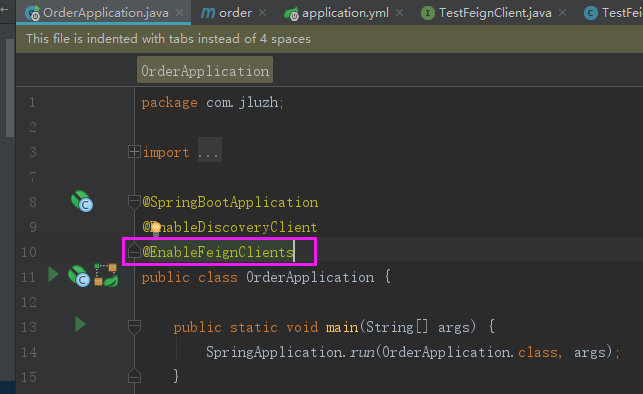 OrderApplication.java × order × application.yml × TestFeignClient.java × TestFei
This file is indented with tabs instead of 4 spaces
OrderApplication
1 package com.jluzh;
2
3 import ...
8 @SpringBootApplication
9 @EnableDiscoveryClient
10 @EnableFeignClients
11 public class OrderApplication {
12
13 public static void main(String[] args) {
14 SpringApplication.run(OrderApplication.class, args);
15 }